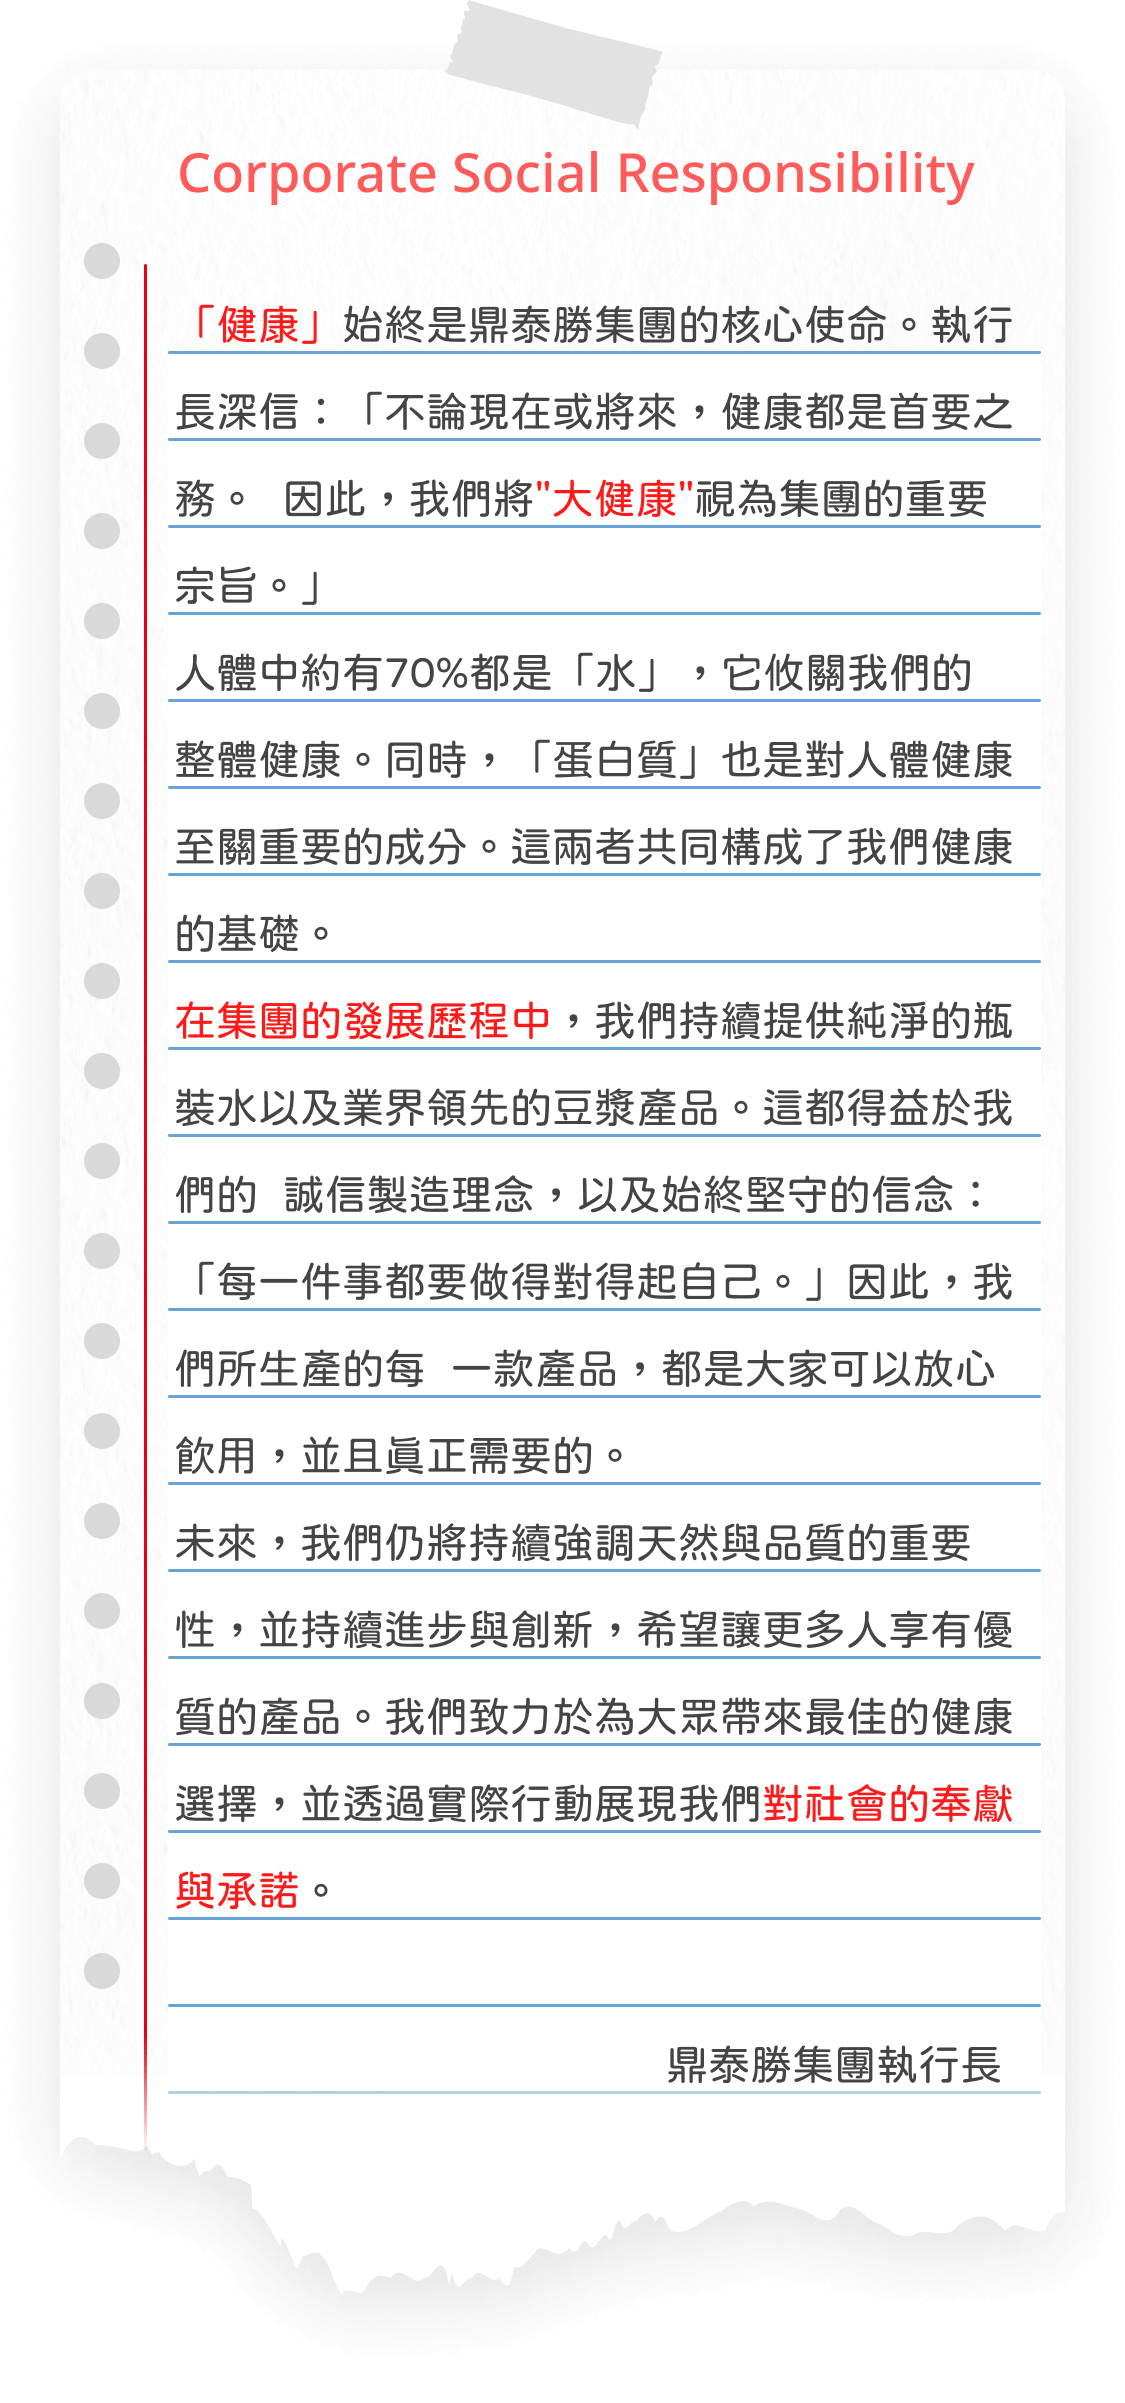 Corporate Social Responsibility
「健康」始終是鼎泰勝集團的核心使命。執行
長深信：「不論現在或將來，健康都是首要之
務。 因此，我們將"大健康"視為集團的重要
宗旨。」
人體中約有70%都是「水」，它攸關我們的
整體健康。同時，「蛋白質」也是對人體健康
至關重要的成分。這兩者共同構成了我們健康
的基礎。
在集團的發展歷程中，我們持續提供純淨的瓶
裝水以及業界領先的豆漿產品。這都得益於我
們的 誠信製造理念，以及始終堅守的信念：
「每一件事都要做得對得起自己。」因此，我
們所生產的每 一款產品，都是大家可以放心
飲用，並且真正需要的。
未來，我們仍將持續強調天然與品質的重要
性，並持續進步與創新，希望讓更多人享有優
質的產品。我們致力於為大眾帶來最佳的健康
選擇，並透過實際行動展現我們對社會的奉獻
與承諾。
鼎泰勝集團執行長